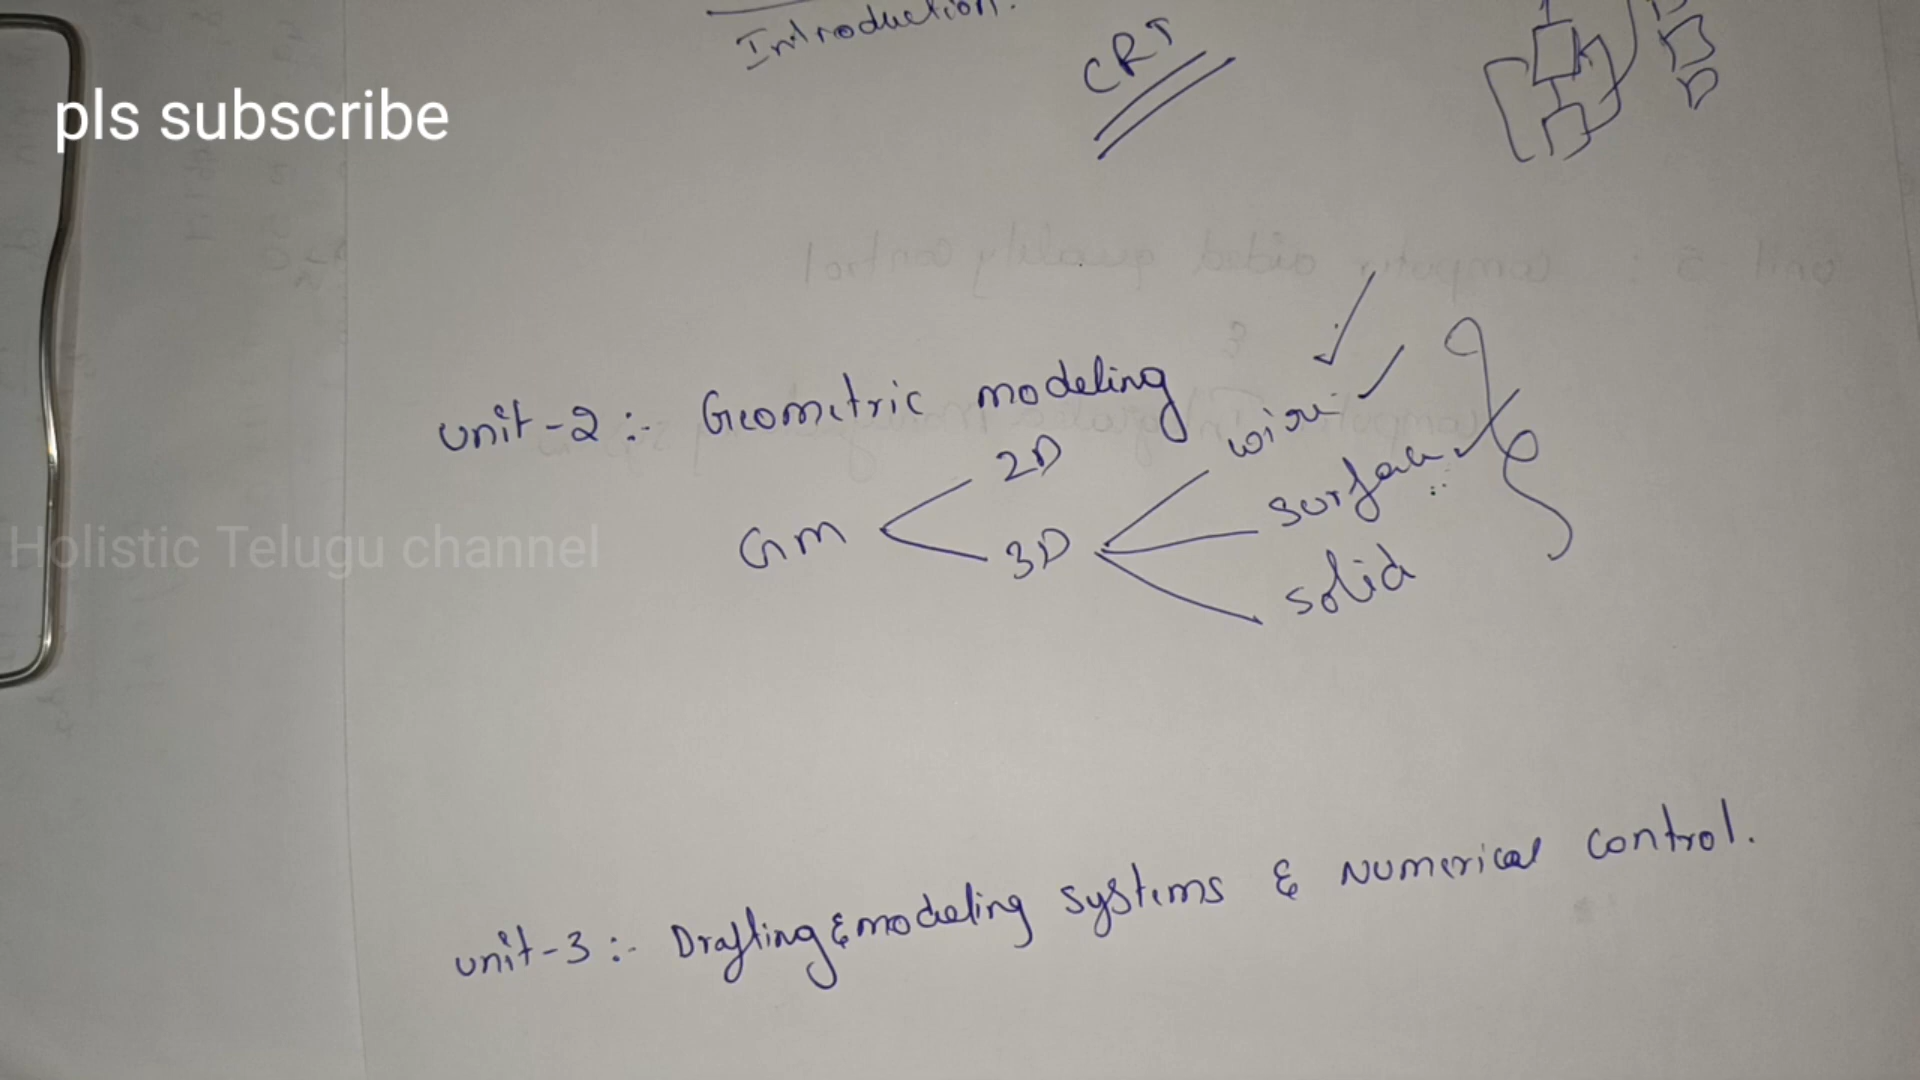 Introduction.
CRT
pls subscribe
unit-2 :- Geometric modeling
2D
wire
surface
Holistic Telugu channel
GM
3D
solid
unit-3 :- Drafting & modeling systems & Numerical control.